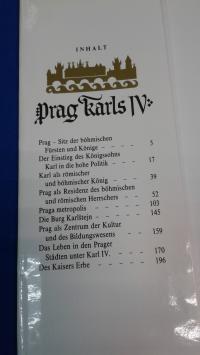 INHALT
Prag Karls IV.
Prag – Sitz der böhmischen
Fürsten und Könige – – – – 5
Der Einstieg des Königssohns
Karl in die hohe Politik – – 17
Karl als römischer
und böhmischer König – – – 39
Prag als Residenz des böhmischen
und römischen Herrschers – – 52
Praga metropolis – – – – – 103
Die Burg Karlštejn – – – – 145
Prag als Zentrum der Kultur
und des Bildungswesens – – 159
Das Leben in den Prager
Städten unter Karl IV. – – – 170
Des Kaisers Erbe – – – – – 196